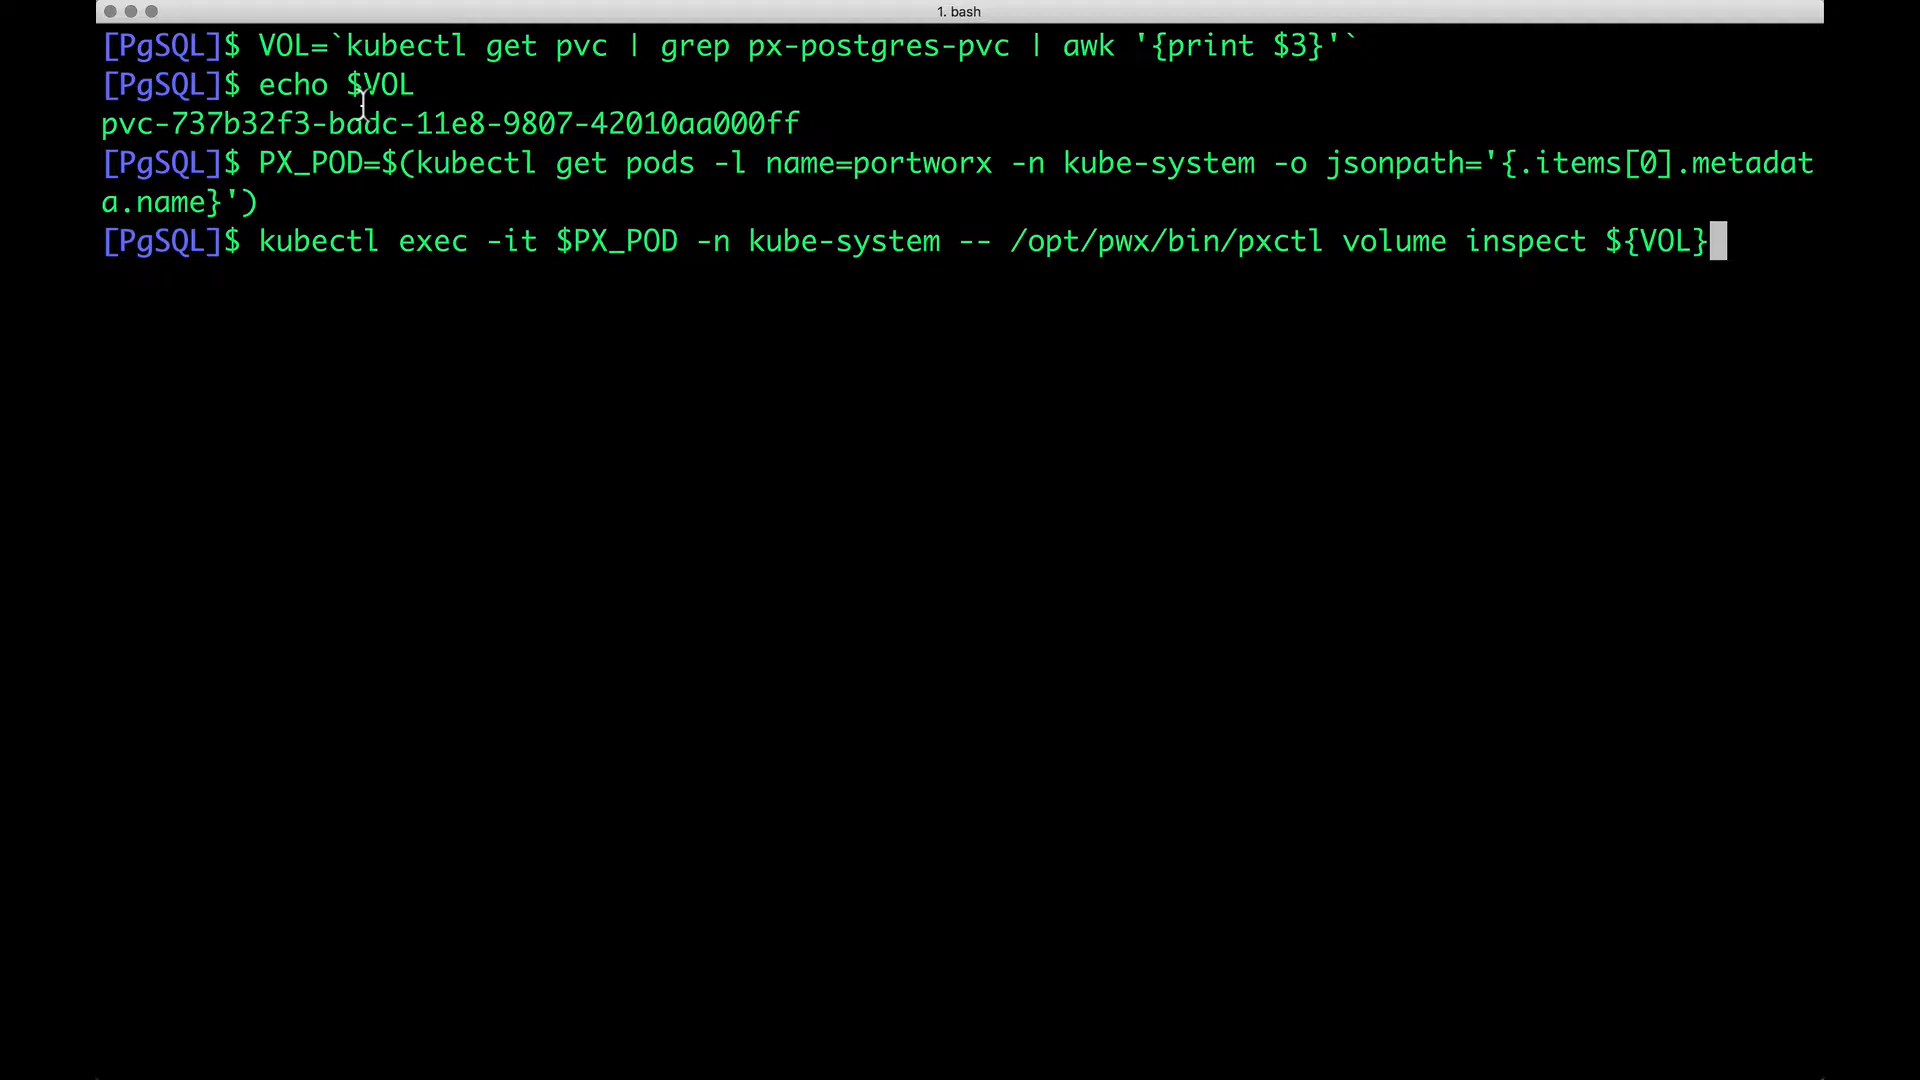 1. bash
[PgSQL]$ VOL=`kubectl get pvc | grep px-postgres-pvc | awk '{print $3}'`
[PgSQL]$ echo $VOL
pvc-737b32f3-badc-11e8-9807-42010aa000ff
[PgSQL]$ PX_POD=$(kubectl get pods -l name=portworx -n kube-system -o jsonpath='{.items[0].metadat
a.name}')
[PgSQL]$ kubectl exec -it $PX_POD -n kube-system -- /opt/pwx/bin/pxctl volume inspect ${VOL}